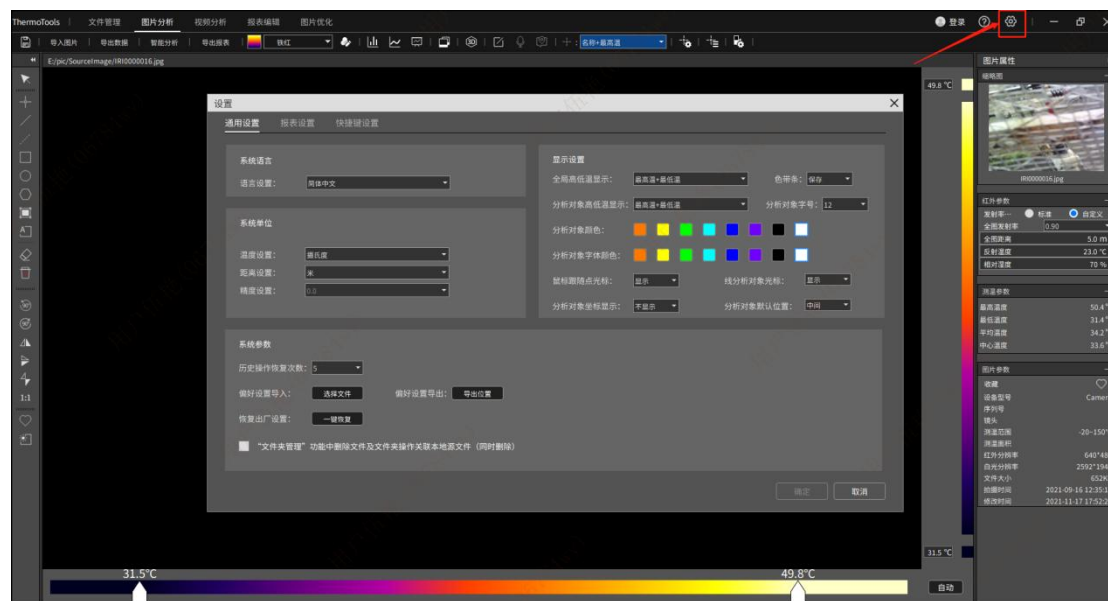 ThermoTools 文件管理 图片分析 视频分析 报表编辑 图片优化 登录
导入图片 导出数据 智能分析 导出报表 铁红 名称+最高温
E:/pic/SourceImage/IRI0000016.jpg
图片属性
缩略图
IRI0000016.jpg
49.8 °C
设置
通用设置 报表设置 快捷键设置
系统语言
语言设置: 简体中文
系统单位
温度设置: 摄氏度
距离设置: 米
精度设置: 0.0
显示设置
全局高低温显示: 最高温+最低温 色带条: 保存
分析对象高低温显示: 最高温+最低温 分析对象字号: 12
分析对象颜色:
分析对象字体颜色:
鼠标跟随点光标: 显示 线分析对象光标: 显示
分析对象坐标显示: 不显示 分析对象默认位置: 中间
系统参数
历史操作恢复次数: 5
偏好设置导入: 选择文件 偏好设置导出: 导出位置
恢复出厂设置: 一键恢复
“文件夹管理”功能中删除文件及文件夹操作关联本地源文件（同时删除）
确定 取消
红外参数
发射率… 标准 自定义
全图发射率 0.90
全图距离 5.0 m
反射温度 23.0 °C
相对湿度 70 %
测温参数
最高温度 50.4°
最低温度 31.4°
平均温度 34.2°
中心温度 33.6°
图片参数
收藏
设备型号 Camer
序列号
镜头
测温范围 -20~150°
测温面积
红外分辨率 640*48
白光分辨率 2592*194
文件大小 652K
拍摄时间 2021-09-16 12:35:1
修改时间 2021-11-17 17:52:2
1:1
3D
31.5 °C
31.5°C 49.8°C
自动